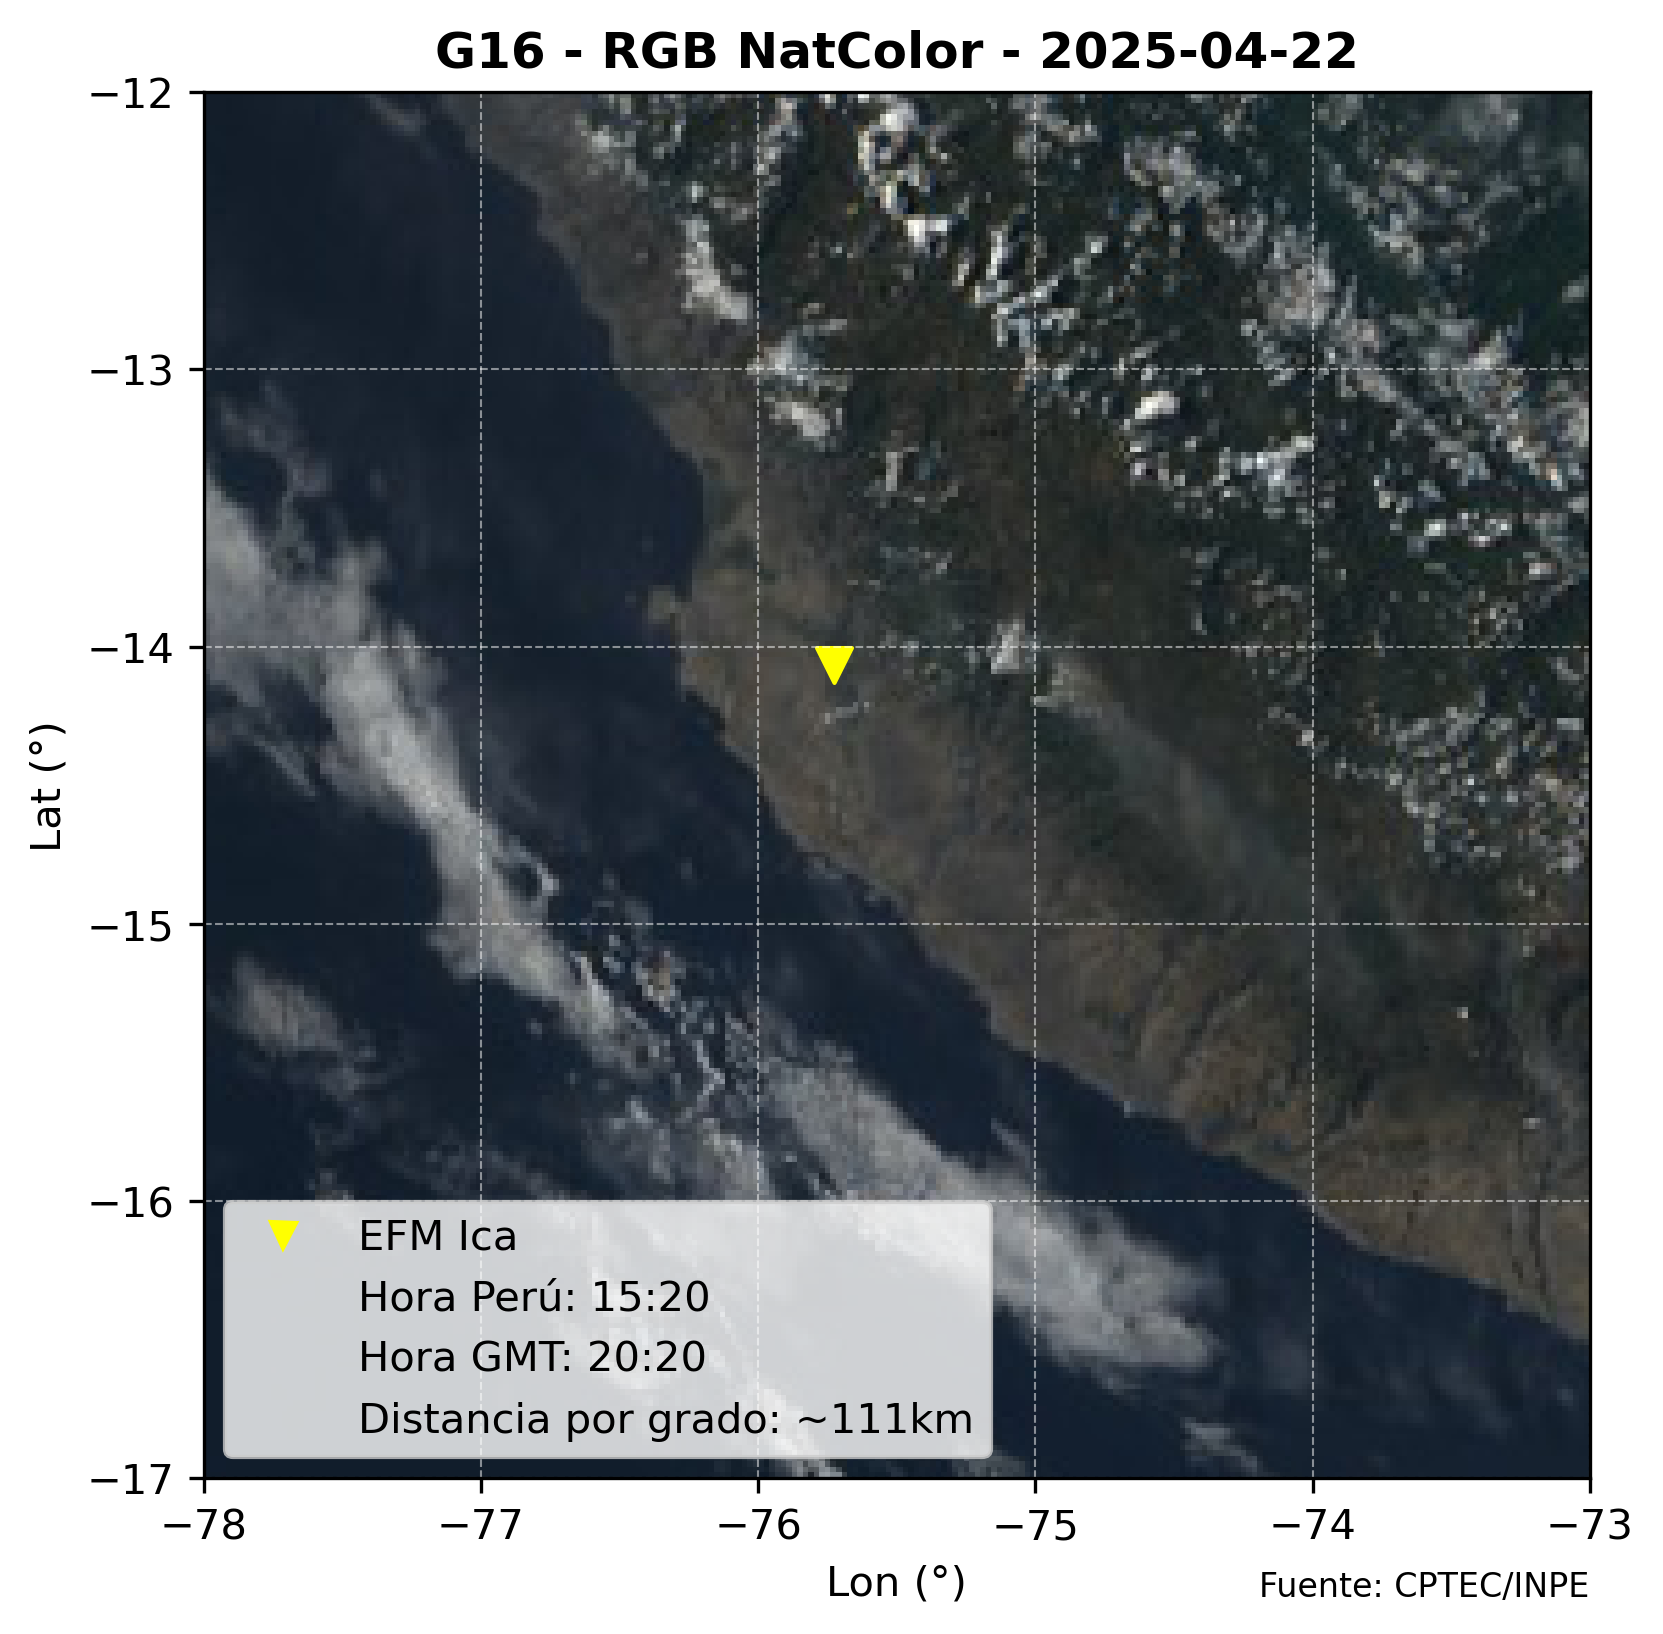 G16 - RGB NatColor - 2025-04-22
−12
−13
−14
−15
−16
−17
Lat (°)
EFM Ica
Hora Perú: 15:20
Hora GMT: 20:20
Distancia por grado: ~111km
−78
−77
−76
−75
−74
−73
Lon (°)
Fuente: CPTEC/INPE